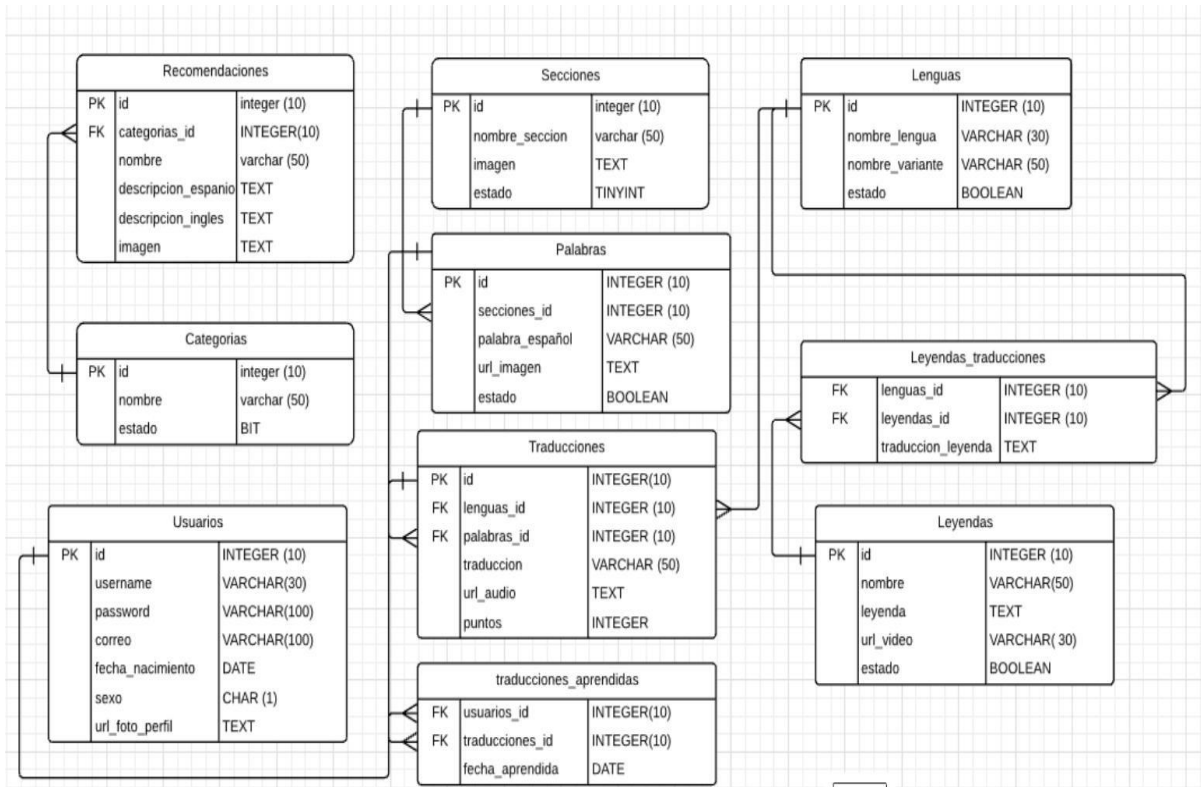 Recomendaciones
PK id integer (10)
FK categorias_id INTEGER(10)
nombre varchar (50)
descripcion_espanio TEXT
descripcion_ingles TEXT
imagen TEXT
Categorias
PK id integer (10)
nombre varchar (50)
estado BIT
Usuarios
PK id INTEGER (10)
username VARCHAR(30)
password VARCHAR(100)
correo VARCHAR(100)
fecha_nacimiento DATE
sexo CHAR (1)
url_foto_perfil TEXT
Secciones
PK id integer (10)
nombre_seccion varchar (50)
imagen TEXT
estado TINYINT
Palabras
PK id INTEGER (10)
secciones_id INTEGER (10)
palabra_español VARCHAR (50)
url_imagen TEXT
estado BOOLEAN
Traducciones
PK id INTEGER(10)
FK lenguas_id INTEGER (10)
FK palabras_id INTEGER (10)
traduccion VARCHAR (50)
url_audio TEXT
puntos INTEGER
traducciones_aprendidas
FK usuarios_id INTEGER(10)
FK traducciones_id INTEGER(10)
fecha_aprendida DATE
Lenguas
PK id INTEGER (10)
nombre_lengua VARCHAR (30)
nombre_variante VARCHAR (50)
estado BOOLEAN
Leyendas_traducciones
FK lenguas_id INTEGER (10)
FK leyendas_id INTEGER (10)
traduccion_leyenda TEXT
Leyendas
PK id INTEGER (10)
nombre VARCHAR(50)
leyenda TEXT
url_video VARCHAR( 30)
estado BOOLEAN